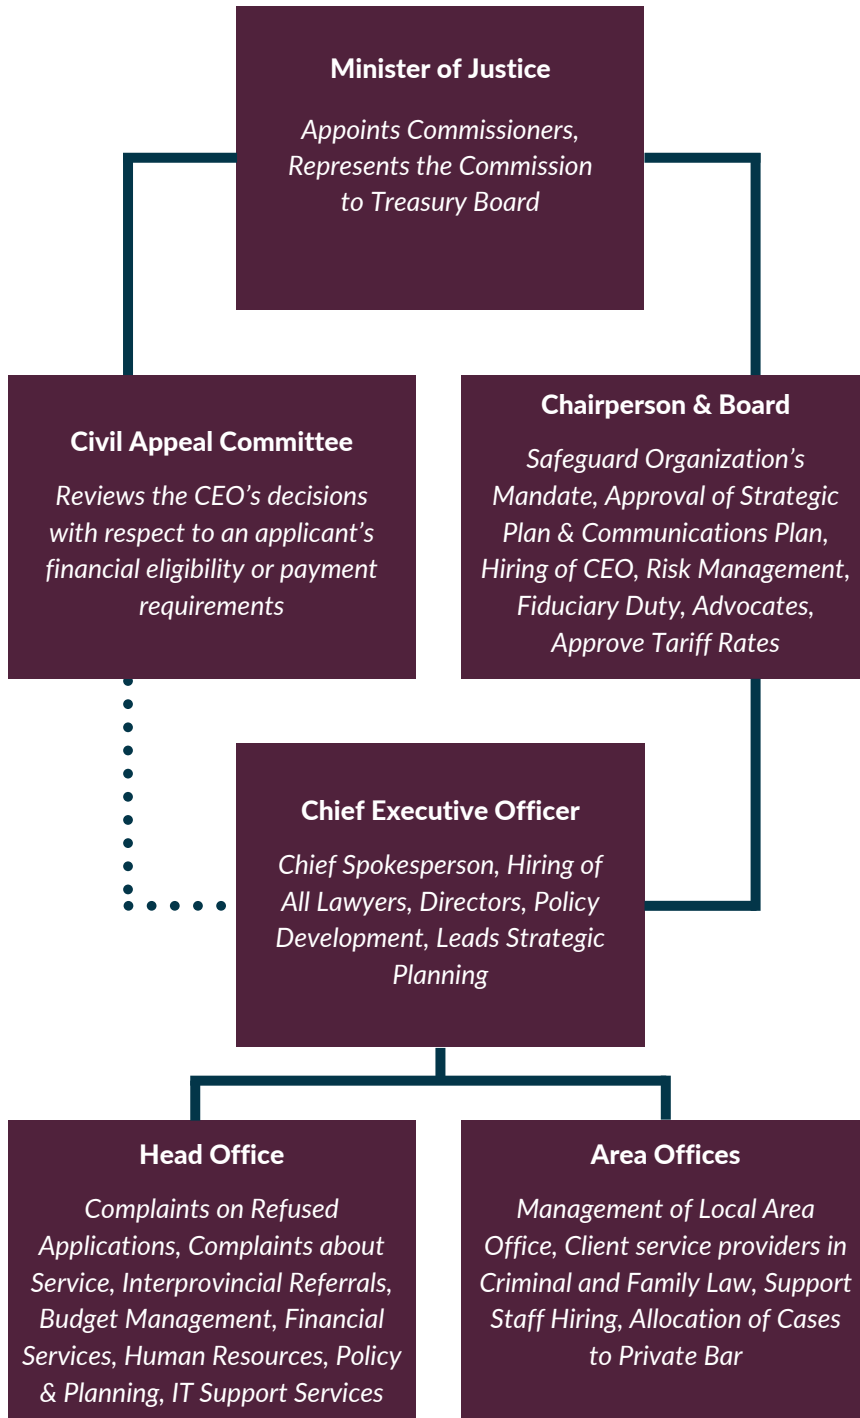 Minister of Justice
Appoints Commissioners,
Represents the Commission
to Treasury Board
Civil Appeal Committee
Reviews the CEO’s decisions
with respect to an applicant’s
financial eligibility or payment
requirements
Chairperson & Board
Safeguard Organization’s
Mandate, Approval of Strategic
Plan & Communications Plan,
Hiring of CEO, Risk Management,
Fiduciary Duty, Advocates,
Approve Tariff Rates
Chief Executive Officer
Chief Spokesperson, Hiring of
All Lawyers, Directors, Policy
Development, Leads Strategic
Planning
Head Office
Complaints on Refused
Applications, Complaints about
Service, Interprovincial Referrals,
Budget Management, Financial
Services, Human Resources, Policy
& Planning, IT Support Services
Area Offices
Management of Local Area
Office, Client service providers in
Criminal and Family Law, Support
Staff Hiring, Allocation of Cases
to Private Bar